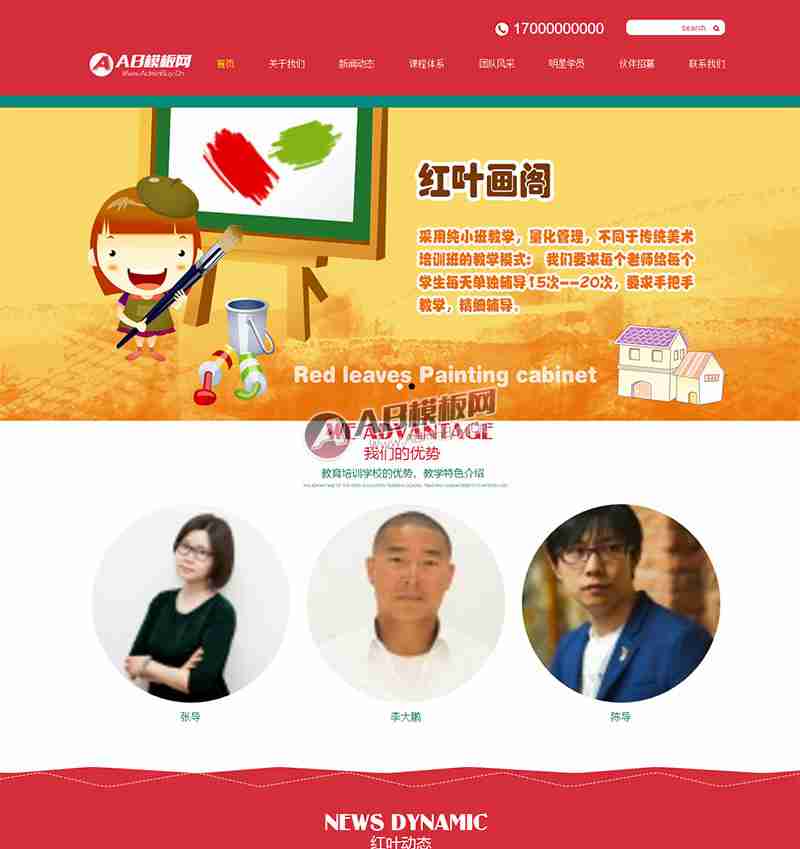 17000000000
Search
AB模板网
Www.AdminBuy.Cn
首页 关于我们 新闻动态 课程体系 团队风采 明星学员 伙伴招募 联系我们
红叶画阁
采用纯小班教学，量化管理，不同于传统美术
培训班的教学模式： 我们要求每个老师给每个
学生每天单独辅导15次--20次，要求手把手
教学，精细辅导。
Red leaves Painting cabinet
AB模板网
WE ADVANTAGE
我们的优势
教育培训学校的优势、教学特色介绍
张导 李大鹏 陈导
NEWS DYNAMIC
红叶动态